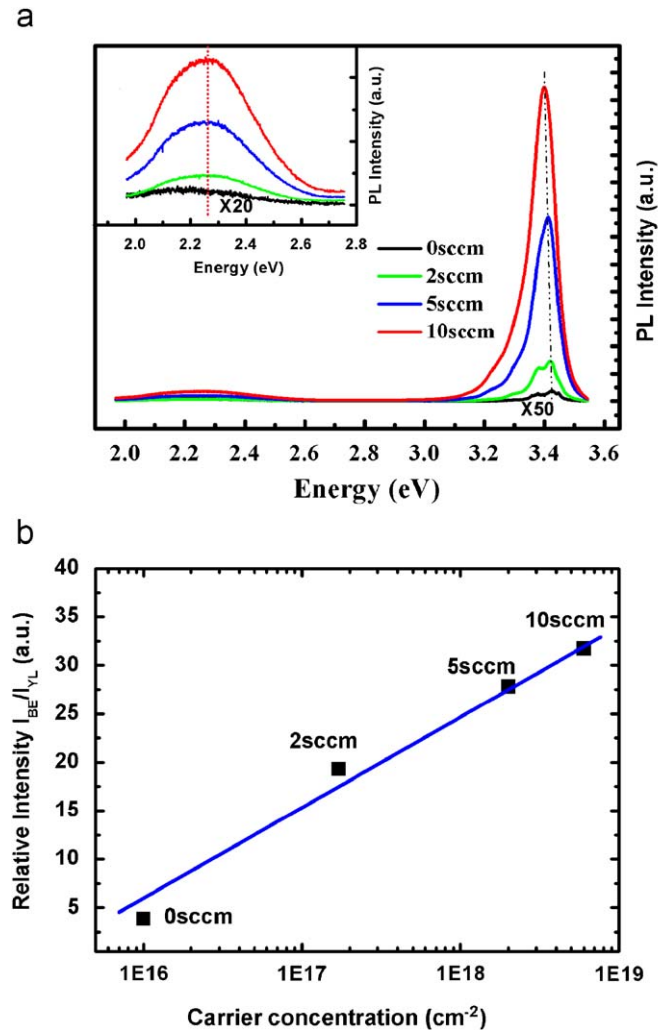 a
PL Intensity (a.u.)
X20
2.0 2.2 2.4 2.6 2.8
Energy (eV)
0sccm
2sccm
5sccm
10sccm
X50
PL Intensity (a.u.)
2.0 2.2 2.4 2.6 2.8 3.0 3.2 3.4 3.6
Energy (eV)
b
40
35
30
25
20
15
10
5
Relative Intensity I_BE/I_YL (a.u.)
10sccm
5sccm
2sccm
0sccm
1E16 1E17 1E18 1E19
Carrier concentration (cm⁻²)